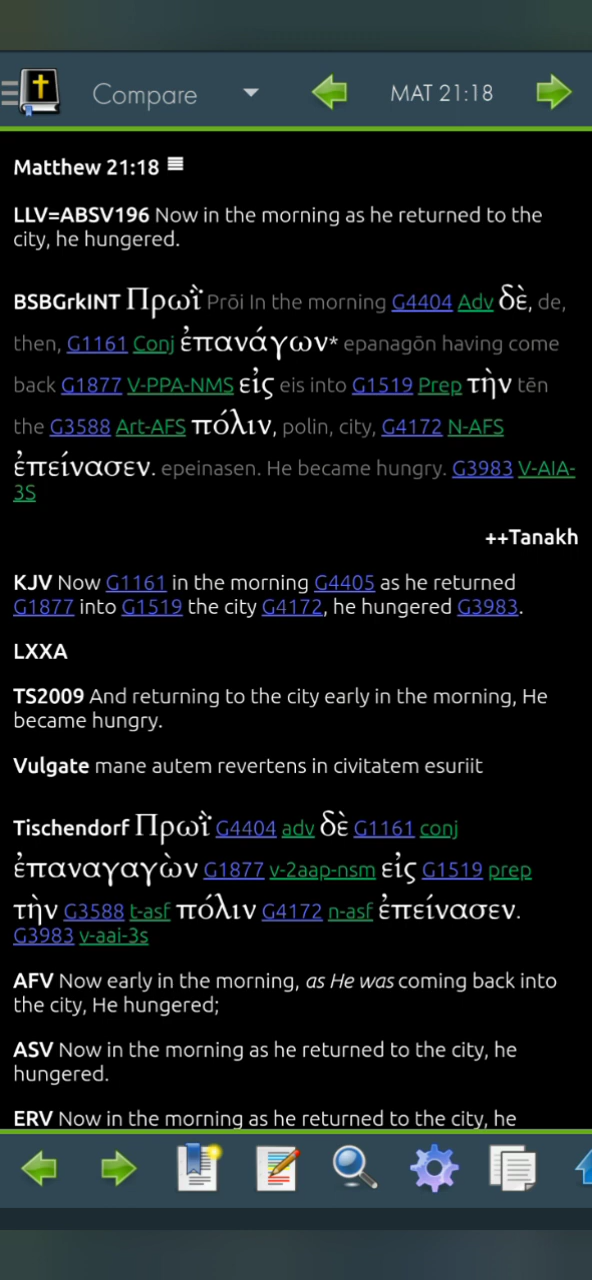 Compare
MAT 21:18
Matthew 21:18
LLV=ABSV196 Now in the morning as he returned to the
city, he hungered.
BSBGrkINT Πρωῒ Prōi In the morning G4404 Adv δὲ, de,
then, G1161 Conj ἐπανάγων* epanagōn having come
back G1877 V-PPA-NMS εἰς eis into G1519 Prep τὴν tēn
the G3588 Art-AFS πόλιν, polin, city, G4172 N-AFS
ἐπείνασεν. epeinasen. He became hungry. G3983 V-AIA-
3S
++Tanakh
KJV Now G1161 in the morning G4405 as he returned
G1877 into G1519 the city G4172, he hungered G3983.
LXXA
TS2009 And returning to the city early in the morning, He
became hungry.
Vulgate mane autem revertens in civitatem esuriit
Tischendorf Πρωῒ G4404 adv δὲ G1161 conj
ἐπαναγαγὼν G1877 v-2aap-nsm εἰς G1519 prep
τὴν G3588 t-asf πόλιν G4172 n-asf ἐπείνασεν.
G3983 v-aai-3s
AFV Now early in the morning, as He was coming back into
the city, He hungered;
ASV Now in the morning as he returned to the city, he
hungered.
ERV Now in the morning as he returned to the city, he